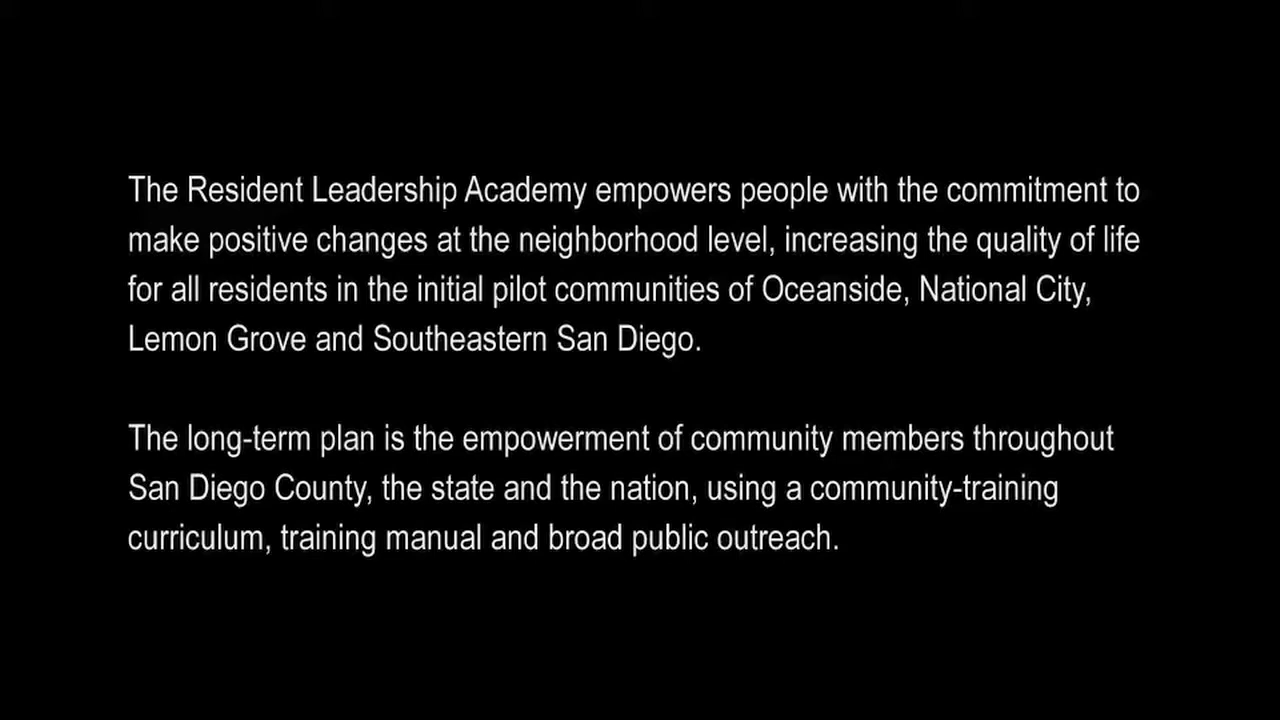 The Resident Leadership Academy empowers people with the commitment to
make positive changes at the neighborhood level, increasing the quality of life
for all residents in the initial pilot communities of Oceanside, National City,
Lemon Grove and Southeastern San Diego.
The long-term plan is the empowerment of community members throughout
San Diego County, the state and the nation, using a community-training
curriculum, training manual and broad public outreach.